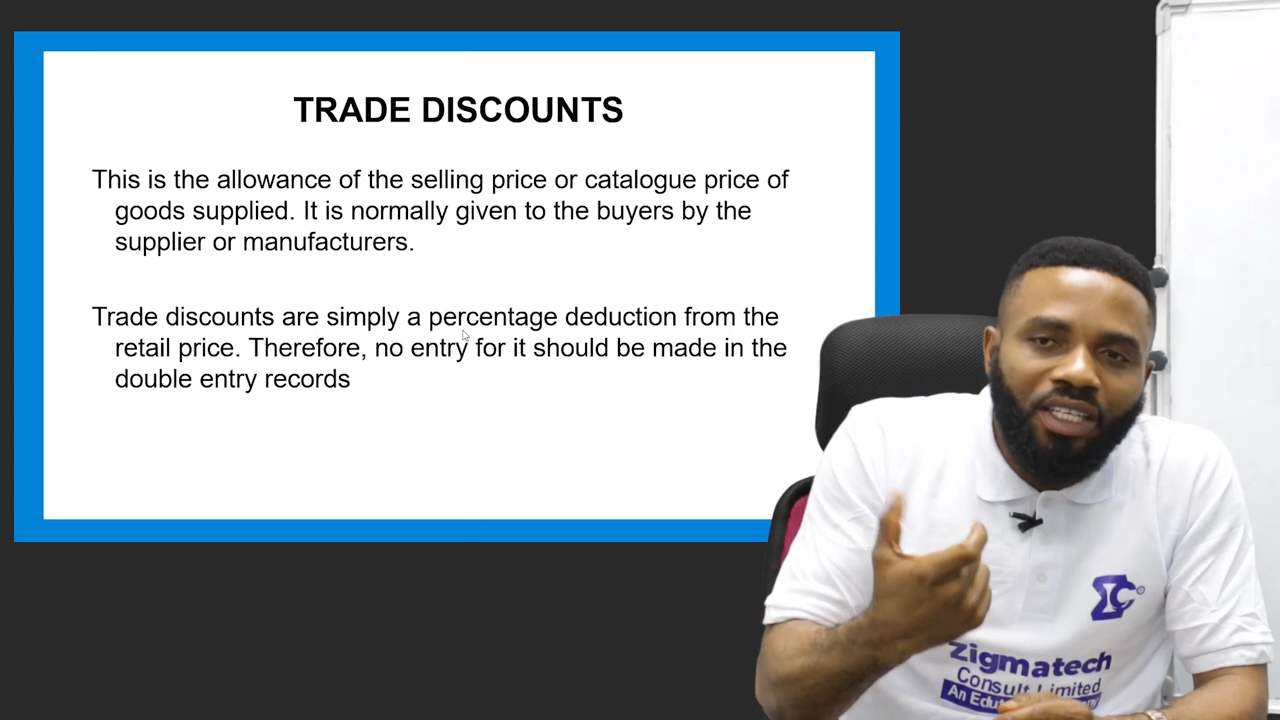 TRADE DISCOUNTS
This is the allowance of the selling price or catalogue price of
goods supplied. It is normally given to the buyers by the
supplier or manufacturers.
Trade discounts are simply a percentage deduction from the
retail price. Therefore, no entry for it should be made in the
double entry records
Zigmatech
Consult Limited
An